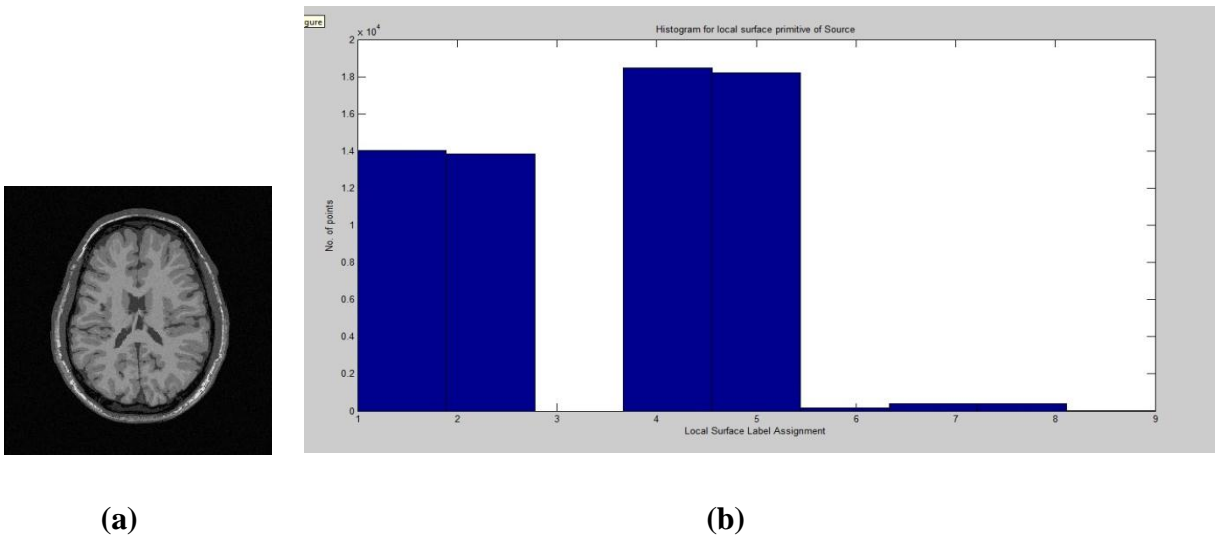 gure
Histogram for local surface primitive of Source
× 10⁴
2
1.8
1.6
1.4
1.2
1
0.8
0.6
0.4
0.2
0
No. of points
1 2 3 4 5 6 7 8 9
Local Surface Label Assignment
(a) (b)